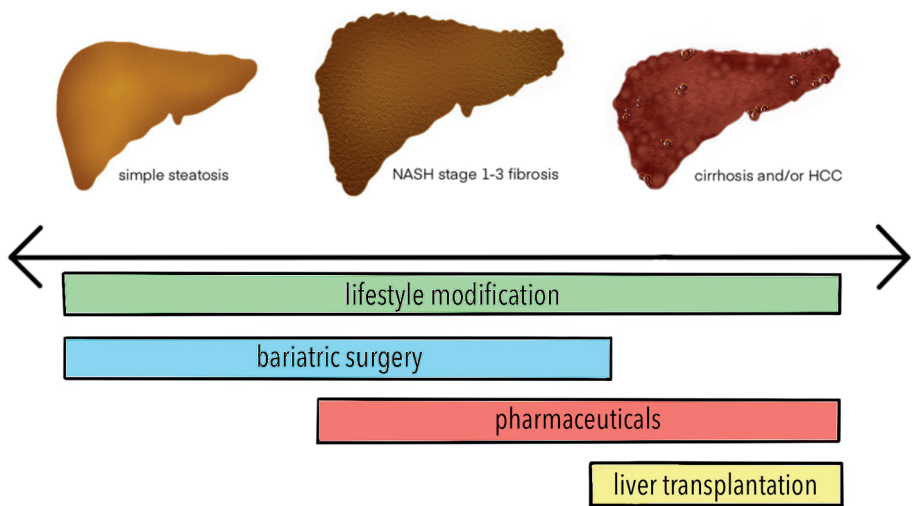 simple steatosis
NASH stage 1-3 fibrosis
cirrhosis and/or HCC
lifestyle modification
bariatric surgery
pharmaceuticals
liver transplantation